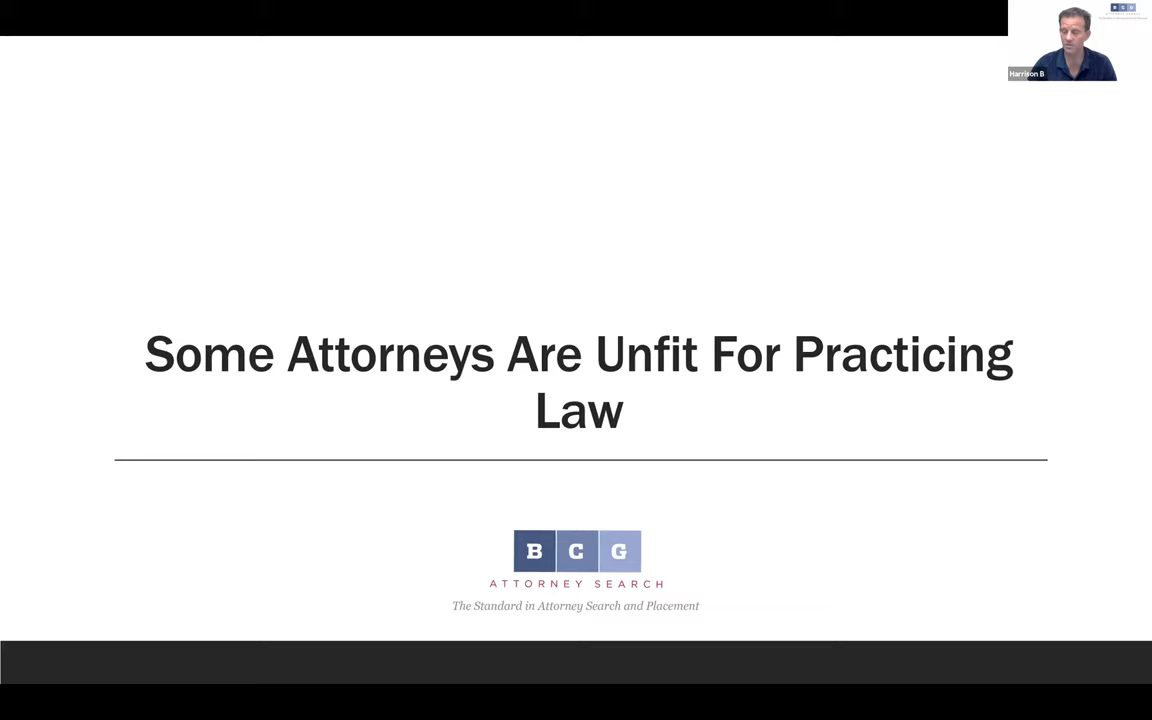 B C G
Harrison B
Some Attorneys Are Unfit For Practicing
Law
B C G
ATTORNEY SEARCH
The Standard in Attorney Search and Placement